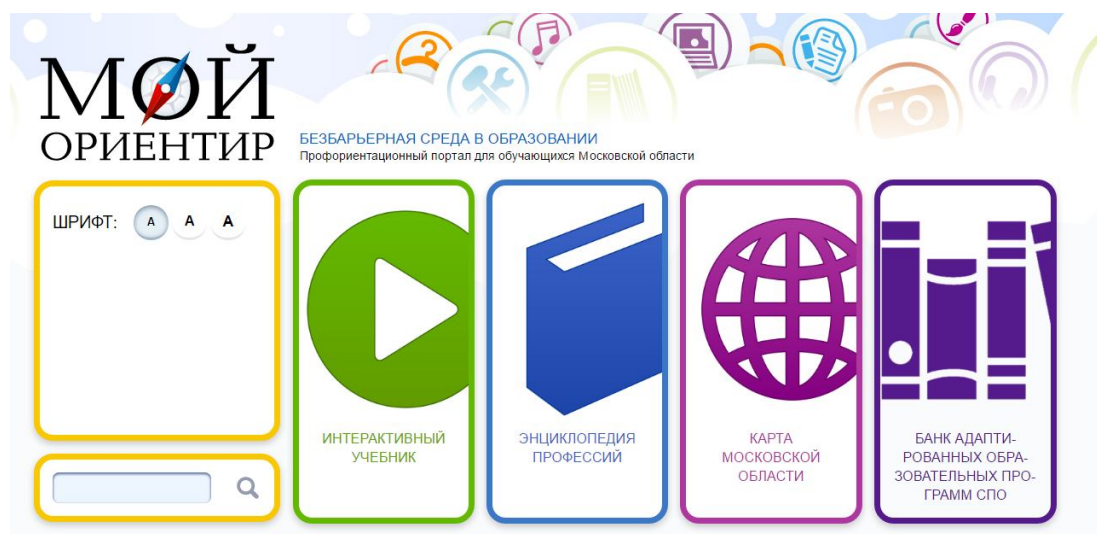 МОЙ
ОРИЕНТИР
БЕЗБАРЬЕРНАЯ СРЕДА В ОБРАЗОВАНИИ
Профориентационный портал для обучающихся Московской области
ШРИФТ: А А А
ИНТЕРАКТИВНЫЙ
УЧЕБНИК
ЭНЦИКЛОПЕДИЯ
ПРОФЕССИЙ
КАРТА
МОСКОВСКОЙ
ОБЛАСТИ
БАНК АДАПТИ-
РОВАННЫХ ОБРА-
ЗОВАТЕЛЬНЫХ ПРО-
ГРАММ СПО